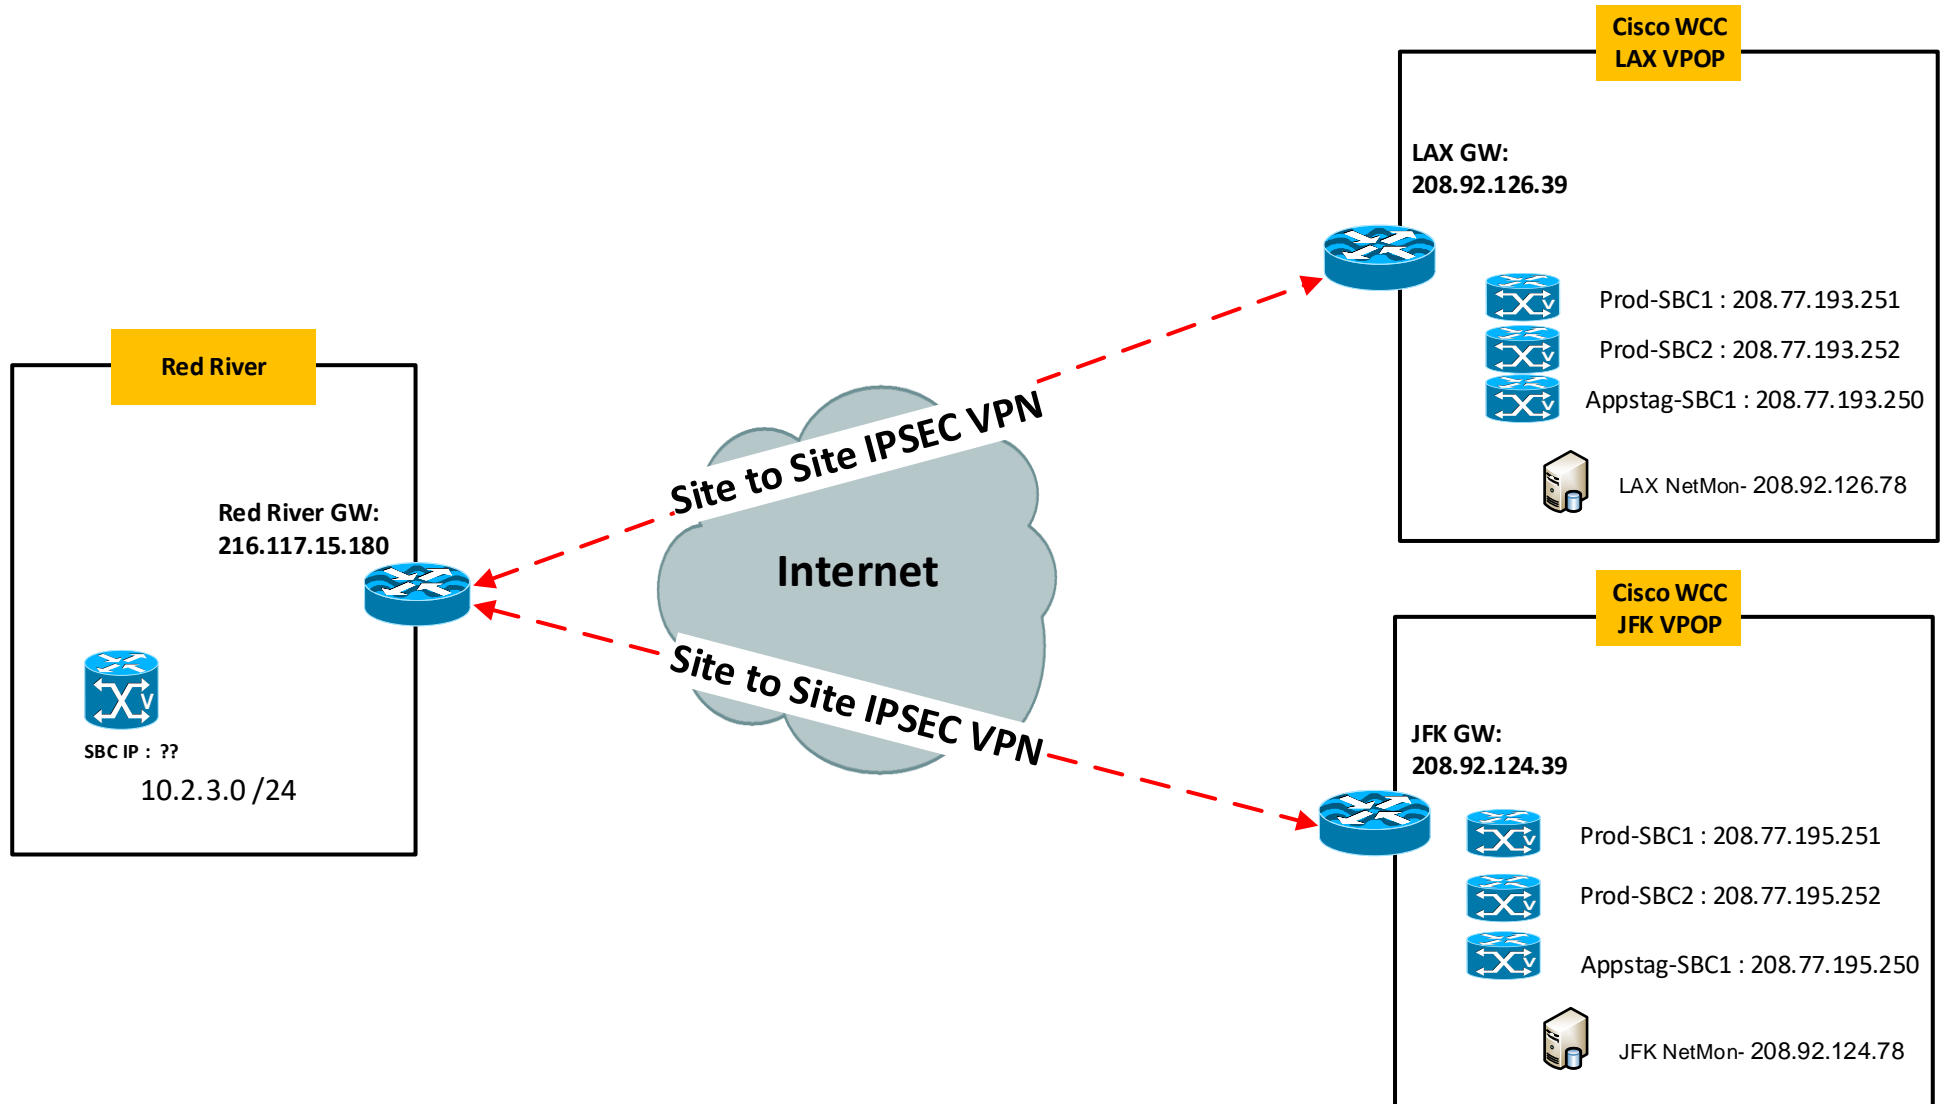 Cisco WCC
LAX VPOP
LAX GW:
208.92.126.39
Prod-SBC1 : 208.77.193.251
Prod-SBC2 : 208.77.193.252
Appstag-SBC1 : 208.77.193.250
LAX NetMon- 208.92.126.78
Red River
Red River GW:
216.117.15.180
SBC IP : ??
10.2.3.0 /24
Site to Site IPSEC VPN
Internet
Site to Site IPSEC VPN
Cisco WCC
JFK VPOP
JFK GW:
208.92.124.39
Prod-SBC1 : 208.77.195.251
Prod-SBC2 : 208.77.195.252
Appstag-SBC1 : 208.77.195.250
JFK NetMon- 208.92.124.78
V
V
V
V
V
V
V